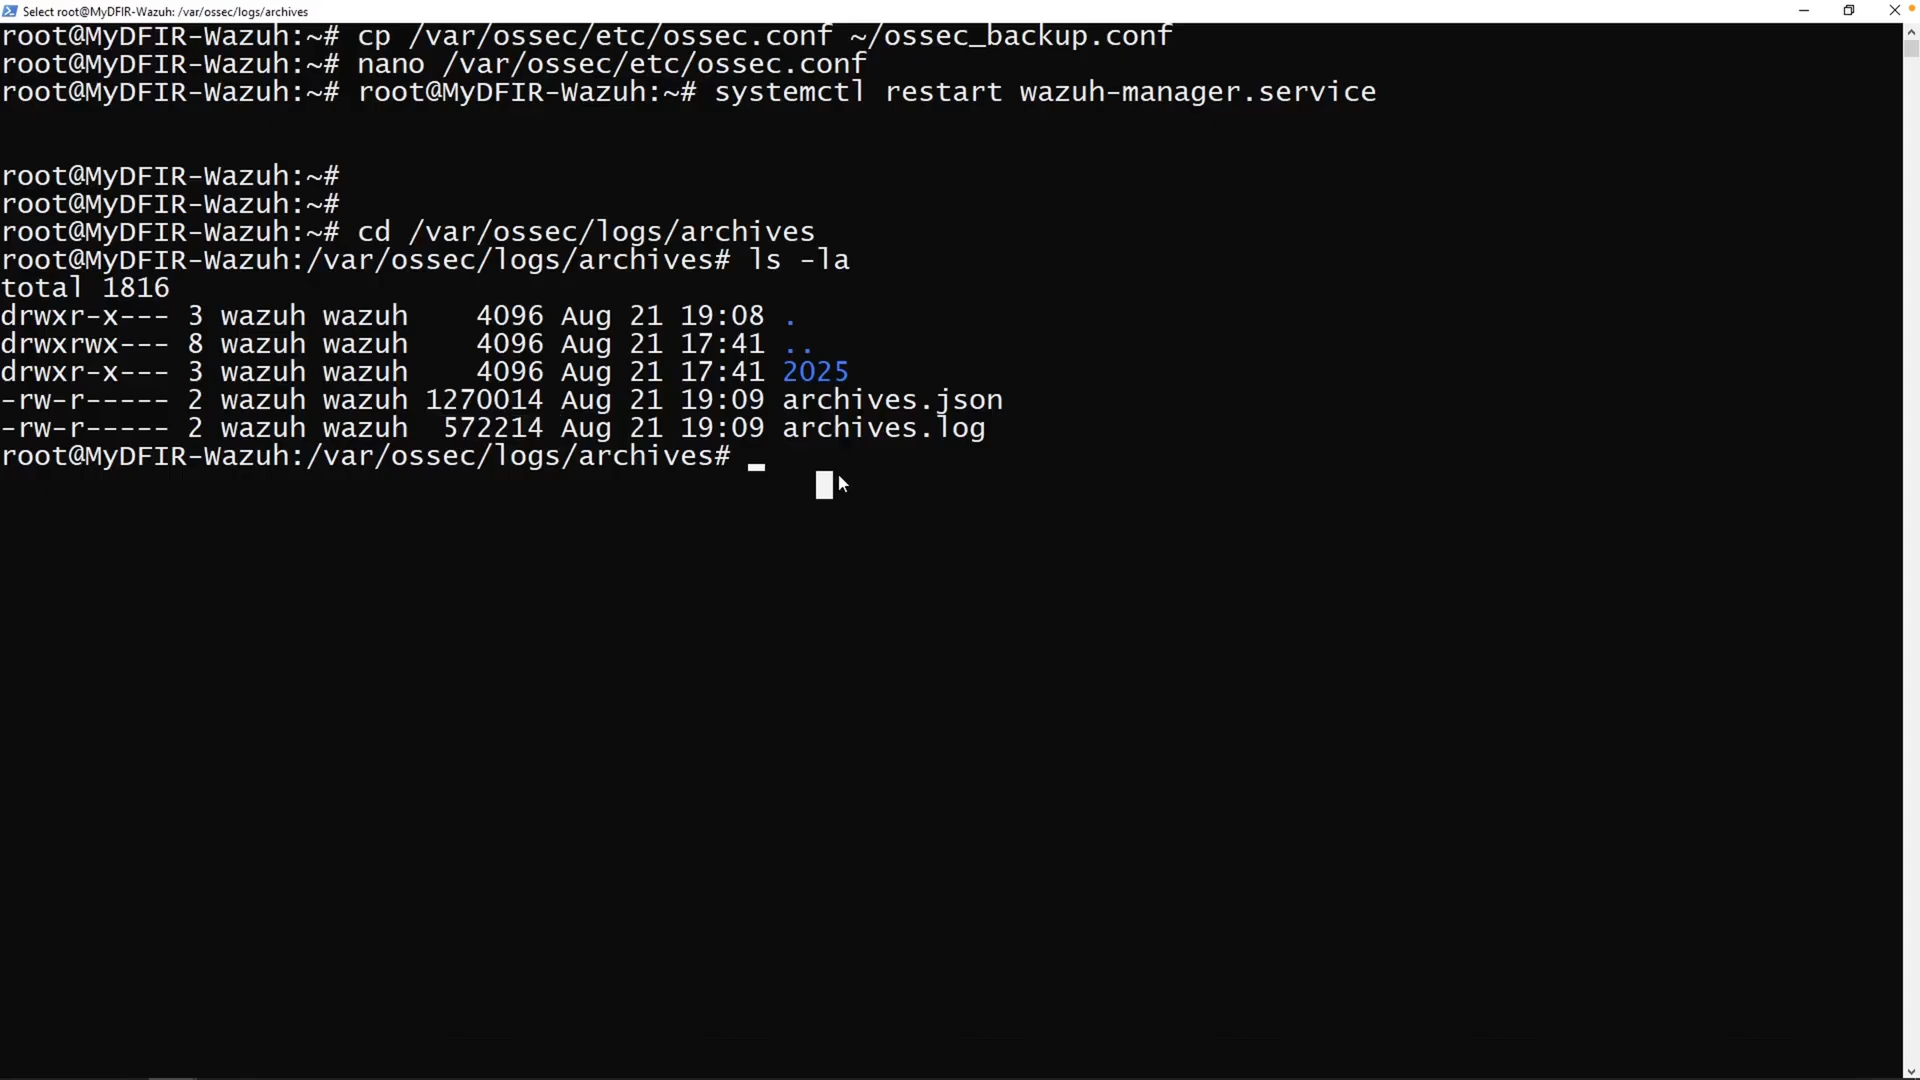 Select root@MyDFIR-Wazuh: /var/ossec/logs/archives
root@MyDFIR-Wazuh:~# cp /var/ossec/etc/ossec.conf ~/ossec_backup.conf
root@MyDFIR-Wazuh:~# nano /var/ossec/etc/ossec.conf
root@MyDFIR-Wazuh:~# root@MyDFIR-Wazuh:~# systemctl restart wazuh-manager.service
root@MyDFIR-Wazuh:~#
root@MyDFIR-Wazuh:~#
root@MyDFIR-Wazuh:~# cd /var/ossec/logs/archives
root@MyDFIR-Wazuh:/var/ossec/logs/archives# ls -la
total 1816
drwxr-x--- 3 wazuh wazuh    4096 Aug 21 19:08 .
drwxrwx--- 8 wazuh wazuh    4096 Aug 21 17:41 ..
drwxr-x--- 3 wazuh wazuh    4096 Aug 21 17:41 2025
-rw-r----- 2 wazuh wazuh 1270014 Aug 21 19:09 archives.json
-rw-r----- 2 wazuh wazuh  572214 Aug 21 19:09 archives.log
root@MyDFIR-Wazuh:/var/ossec/logs/archives#